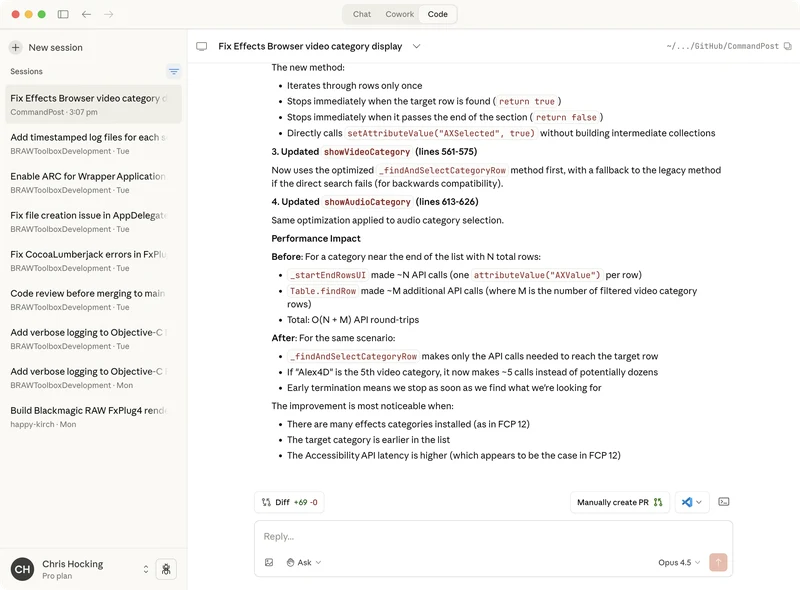 Chat Cowork Code
New session
Sessions
Fix Effects Browser video category d
CommandPost · 3:07 pm
Add timestamped log files for each s
BRAWToolboxDevelopment · Tue
Enable ARC for Wrapper Application
BRAWToolboxDevelopment · Tue
Fix file creation issue in AppDelegate
BRAWToolboxDevelopment · Tue
Fix CocoaLumberjack errors in FxPlu
BRAWToolboxDevelopment · Tue
Code review before merging to main
BRAWToolboxDevelopment · Tue
Add verbose logging to Objective-C
BRAWToolboxDevelopment · Tue
Add verbose logging to Objective-C
BRAWToolboxDevelopment · Mon
Build Blackmagic RAW FxPlug4 rende
happy-kirch · Mon
CH
Chris Hocking
Pro plan
Fix Effects Browser video category display
~/.../GitHub/CommandPost
The new method:
• Iterates through rows only once
• Stops immediately when the target row is found ( return true )
• Stops immediately when it passes the end of the section ( return false )
• Directly calls setAttributeValue("AXSelected", true) without building intermediate collections
3. Updated showVideoCategory (lines 561-575)
Now uses the optimized _findAndSelectCategoryRow method first, with a fallback to the legacy method
if the direct search fails (for backwards compatibility).
4. Updated showAudioCategory (lines 613-626)
Same optimization applied to audio category selection.
Performance Impact
Before: For a category near the end of the list with N total rows:
• _startEndRowsUI made ~N API calls (one attributeValue("AXValue") per row)
• Table.findRow made ~M additional API calls (where M is the number of filtered video category
rows)
• Total: O(N + M) API round-trips
After: For the same scenario:
• _findAndSelectCategoryRow makes only the API calls needed to reach the target row
• If "Alex4D" is the 5th video category, it now makes ~5 calls instead of potentially dozens
• Early termination means we stop as soon as we find what we're looking for
The improvement is most noticeable when:
• There are many effects categories installed (as in FCP 12)
• The target category is earlier in the list
• The Accessibility API latency is higher (which appears to be the case in FCP 12)
Diff +69 -0
Manually create PR
Reply...
Ask
Opus 4.5